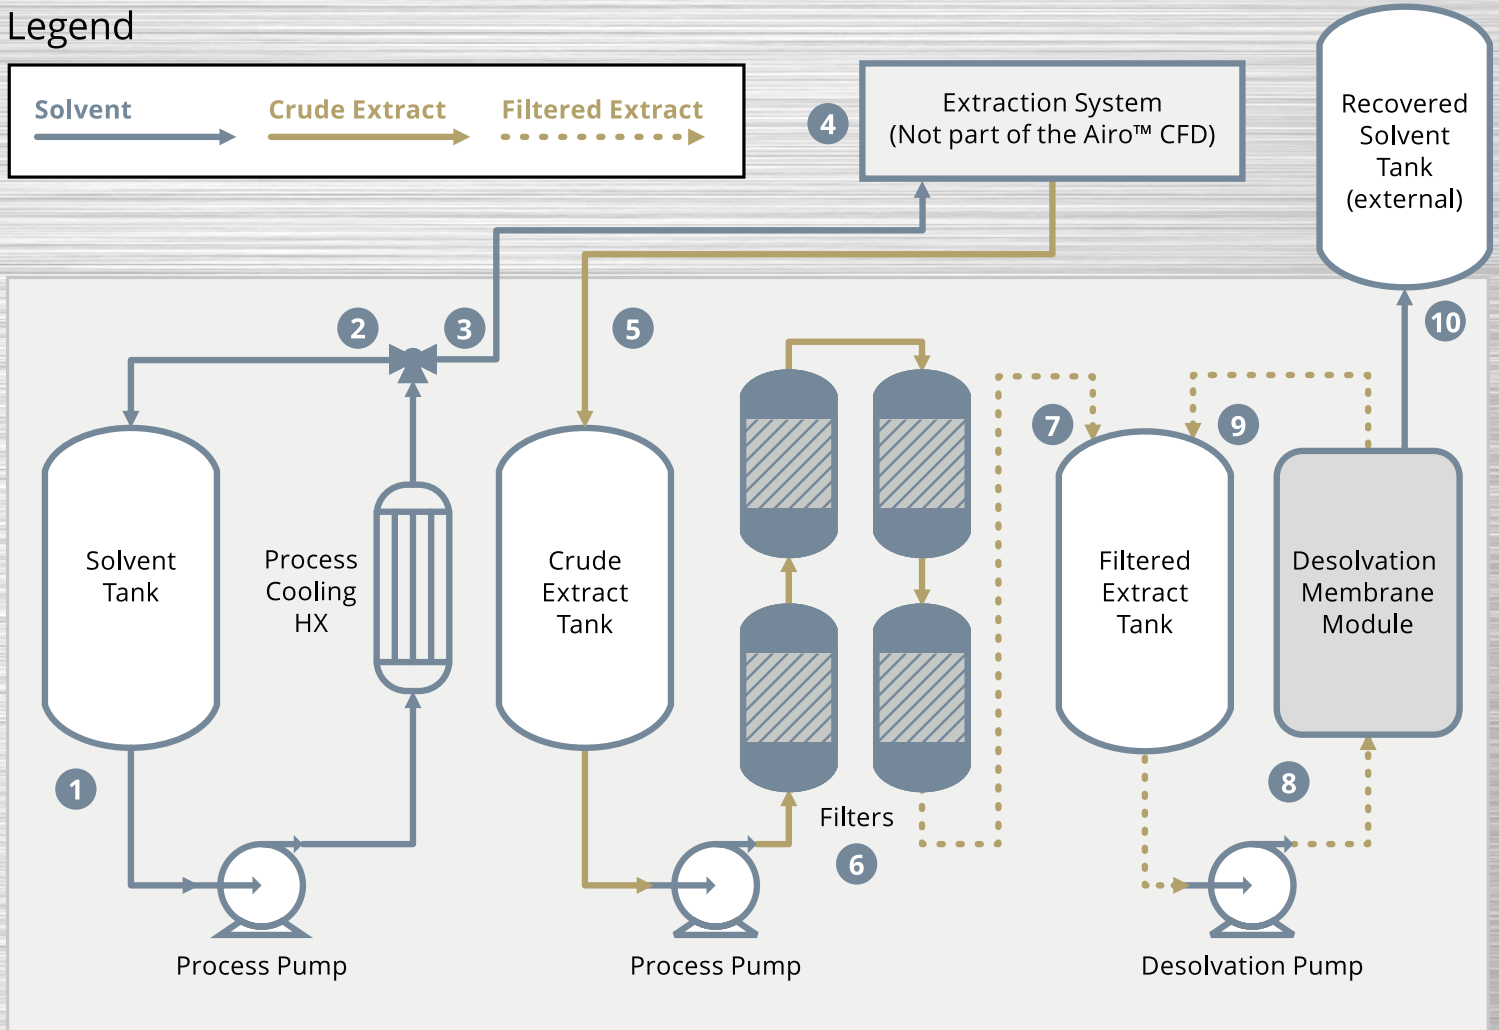 Legend
Solvent
Crude Extract
Filtered Extract
4
Extraction System
(Not part of the Airo™ CFD)
Recovered
Solvent
Tank
(external)
2
3
5
10
7
9
Solvent
Tank
Process
Cooling
HX
Crude
Extract
Tank
Filtered
Extract
Tank
Desolvation
Membrane
Module
1
8
Filters
6
Process Pump
Process Pump
Desolvation Pump